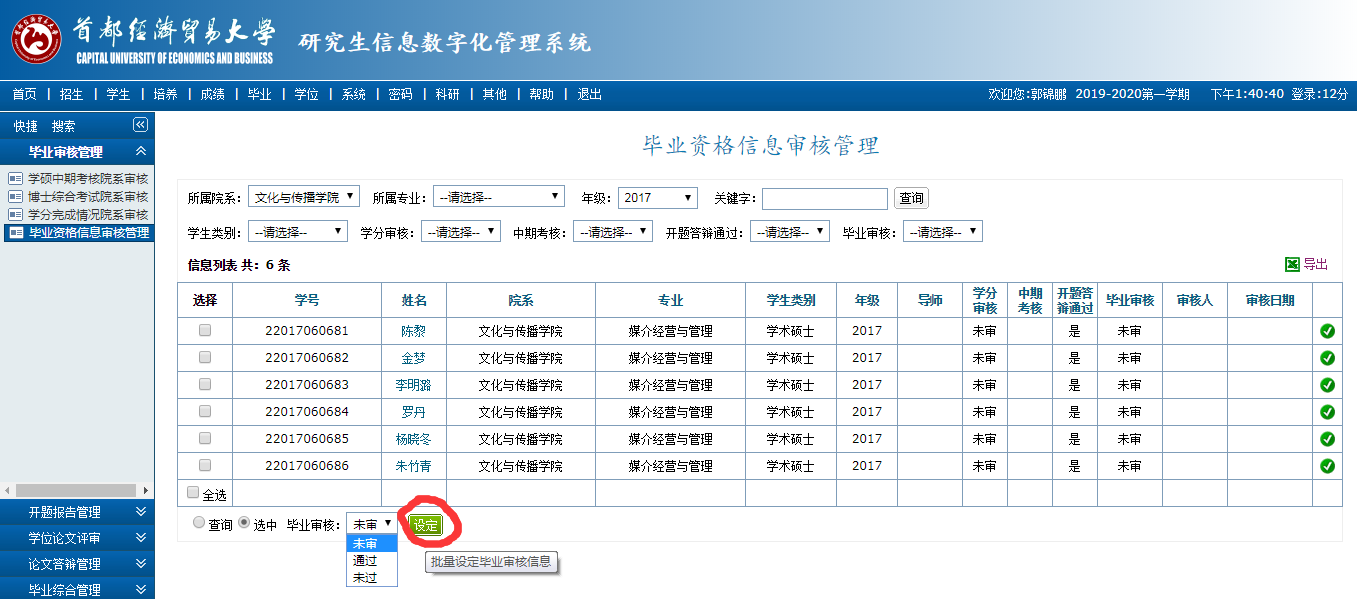 首都经济贸易大学
CAPITAL UNIVERSITY OF ECONOMICS AND BUSINESS
研究生信息数字化管理系统
首页 | 招生 | 学生 | 培养 | 成绩 | 毕业 | 学位 | 系统 | 密码 | 科研 | 其他 | 帮助 | 退出 欢迎您:郭锦鹏 2019-2020第一学期 下午1:40:40 登录:12分
快捷 搜索
毕业审核管理
学硕中期考核院系审核
博士综合考试院系审核
学分完成情况院系审核
毕业资格信息审核管理
开题报告管理
学位论文评审
论文答辩管理
毕业综合管理
毕业资格信息审核管理
所属院系: 文化与传播学院 所属专业: --请选择-- 年级: 2017 关键字: 查询
学生类别: --请选择-- 学分审核: --请选择-- 中期考核: --请选择-- 开题答辩通过: --请选择-- 毕业审核: --请选择--
信息列表 共: 6 条 导出
选择 学号 姓名 院系 专业 学生类别 年级 导师 学分审核 中期考核 开题答辩通过 毕业审核 审核人 审核日期
22017060681 陈黎 文化与传播学院 媒介经营与管理 学术硕士 2017 未审 是 未审
22017060682 金梦 文化与传播学院 媒介经营与管理 学术硕士 2017 未审 是 未审
22017060683 李明璐 文化与传播学院 媒介经营与管理 学术硕士 2017 未审 是 未审
22017060684 罗丹 文化与传播学院 媒介经营与管理 学术硕士 2017 未审 是 未审
22017060685 杨晓冬 文化与传播学院 媒介经营与管理 学术硕士 2017 未审 是 未审
22017060686 朱竹青 文化与传播学院 媒介经营与管理 学术硕士 2017 未审 是 未审
全选
查询 选中 毕业审核: 未审 设定
未审
通过
未过
批量设定毕业审核信息